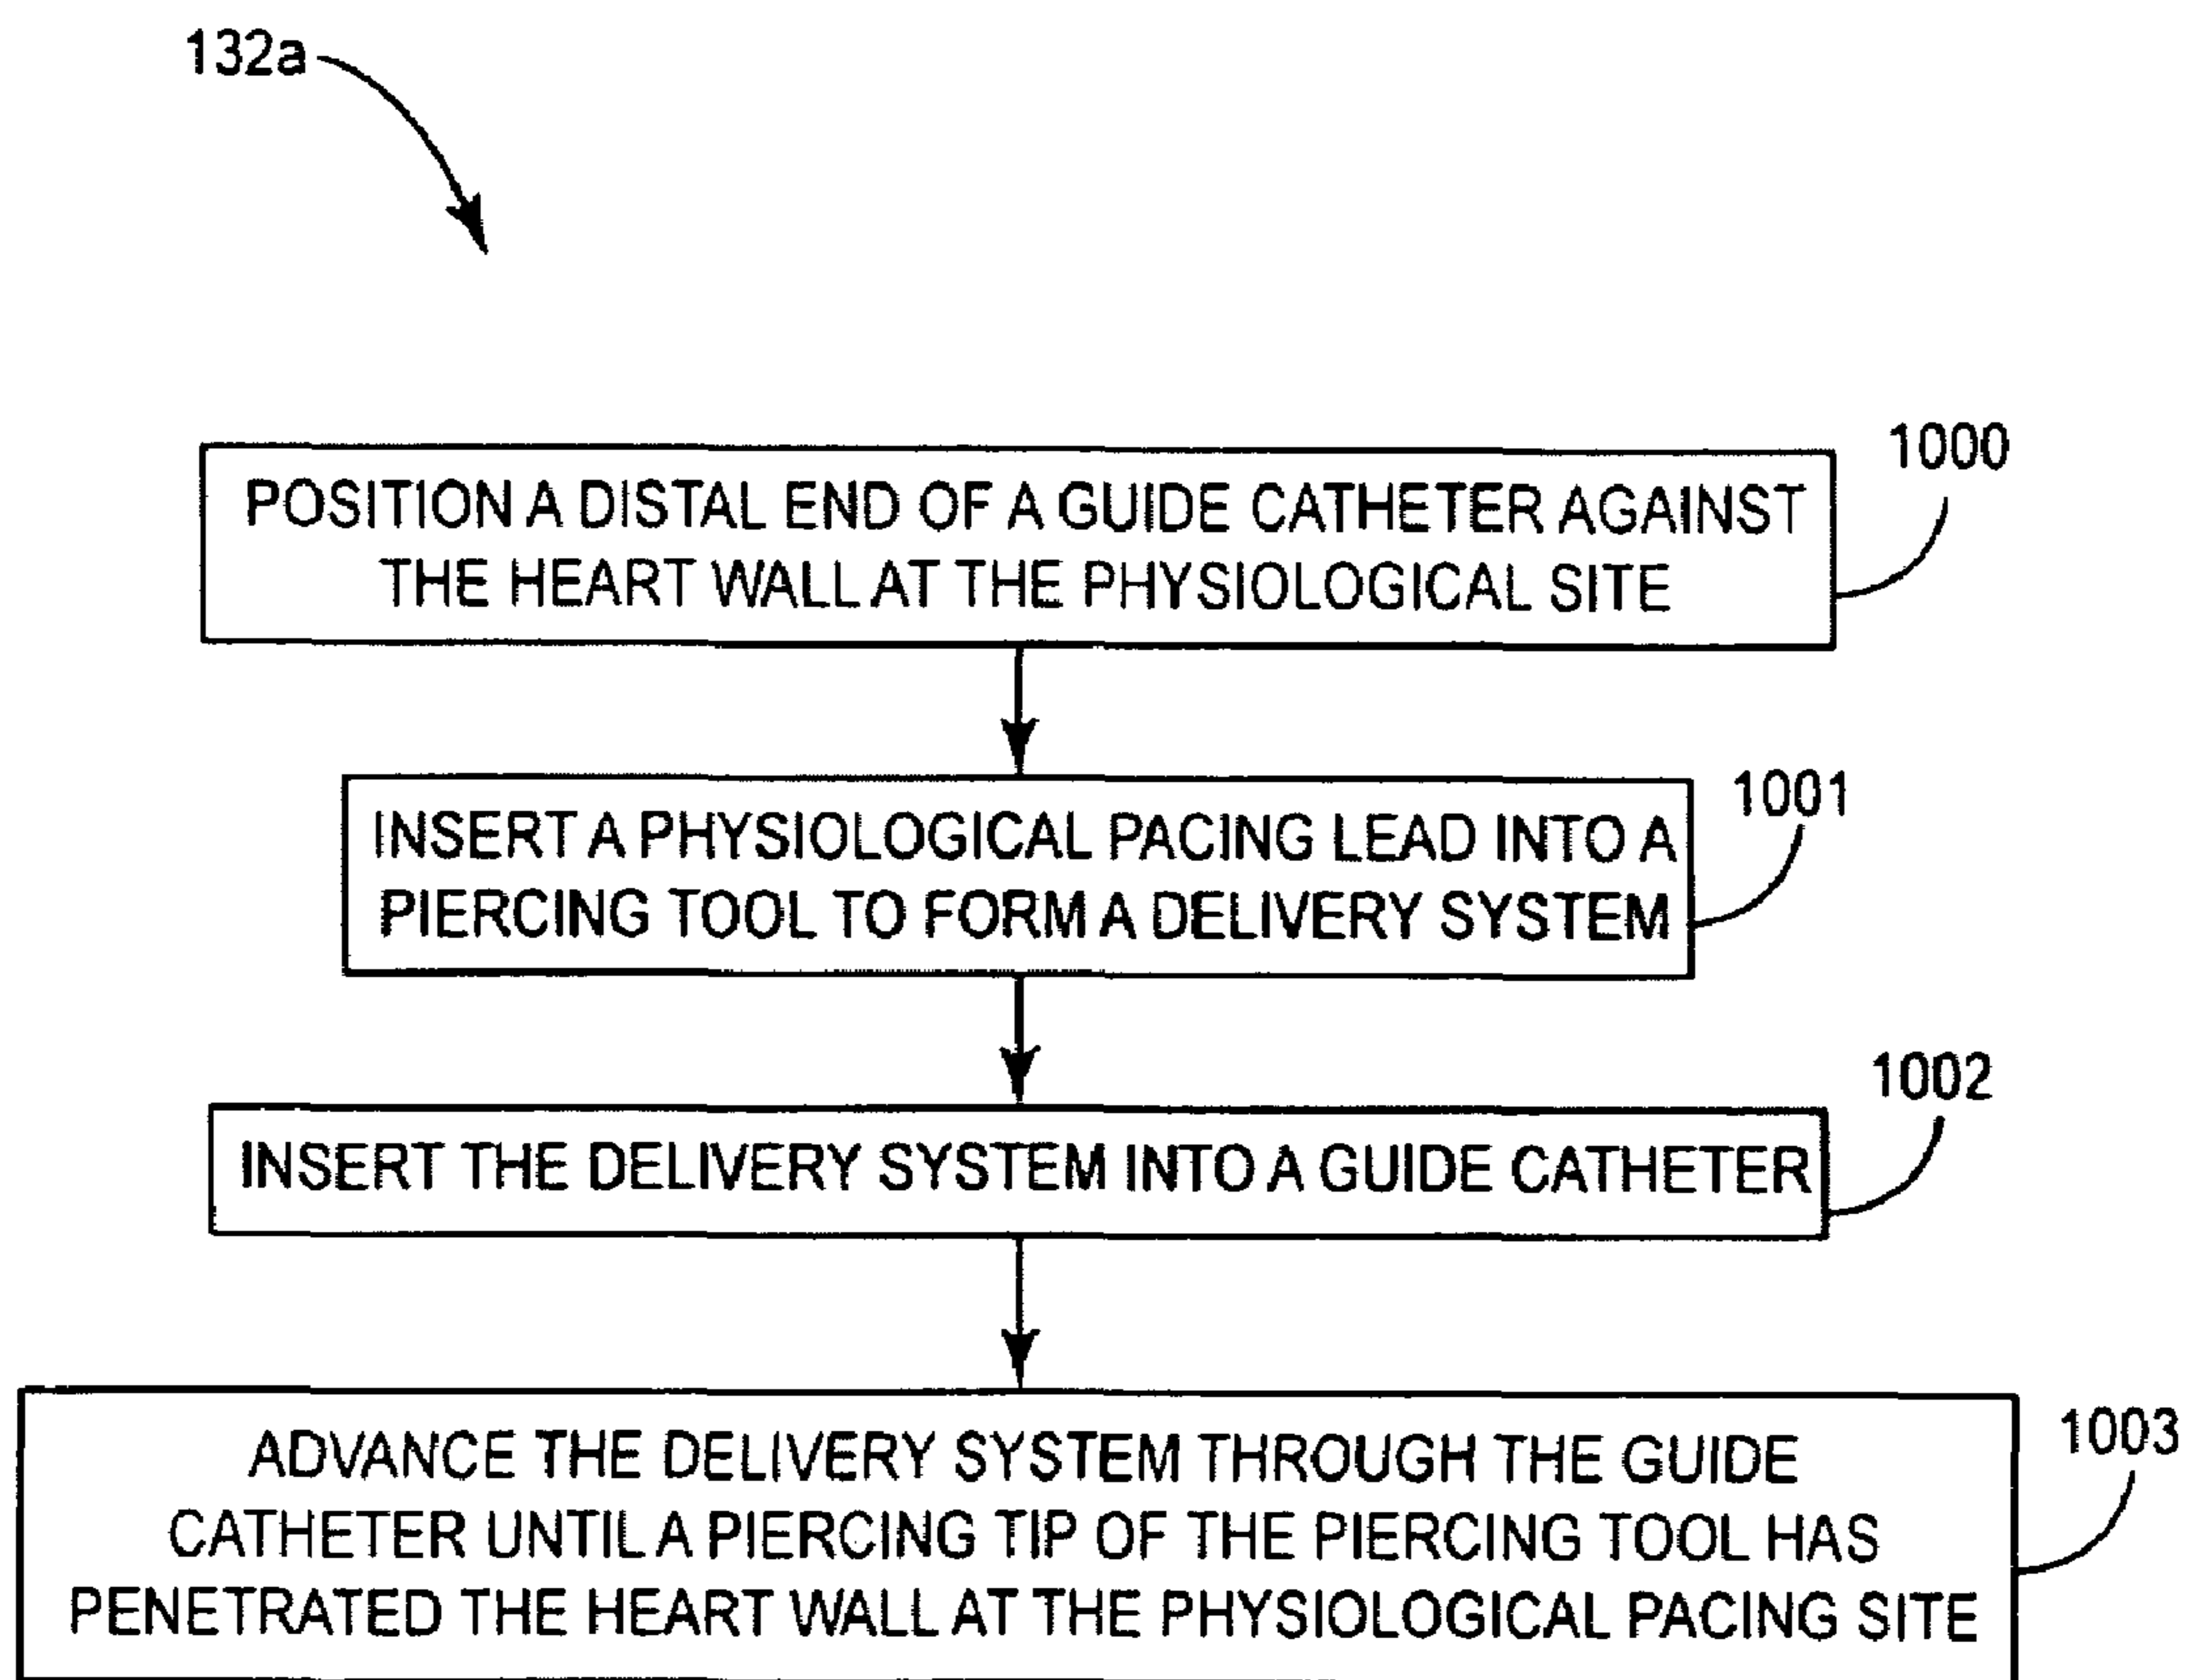 132a
1000
POSITION A DISTAL END OF A GUIDE CATHETER AGAINST
THE HEART WALL AT THE PHYSIOLOGICAL SITE
1001
INSERT A PHYSIOLOGICAL PACING LEAD INTO A
PIERCING TOOL TO FORM A DELIVERY SYSTEM
1002
INSERT THE DELIVERY SYSTEM INTO A GUIDE CATHETER
1003
ADVANCE THE DELIVERY SYSTEM THROUGH THE GUIDE
CATHETER UNTIL A PIERCING TIP OF THE PIERCING TOOL HAS
PENETRATED THE HEART WALL AT THE PHYSIOLOGICAL PACING SITE